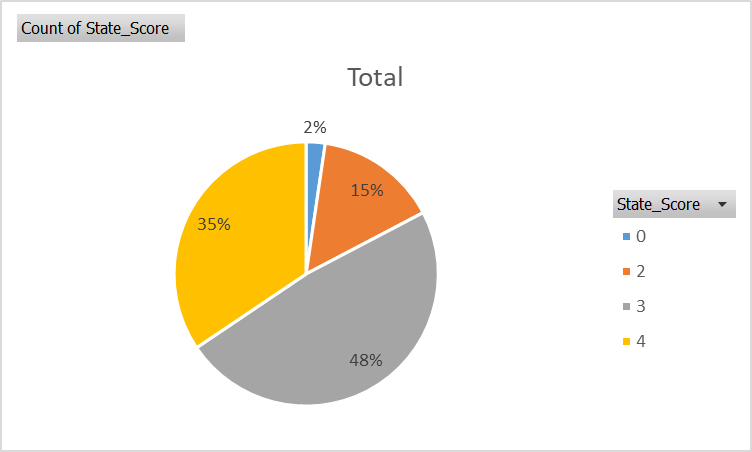 Count of State_Score
Total
2%
15%
35%
48%
State_Score
0
2
3
4